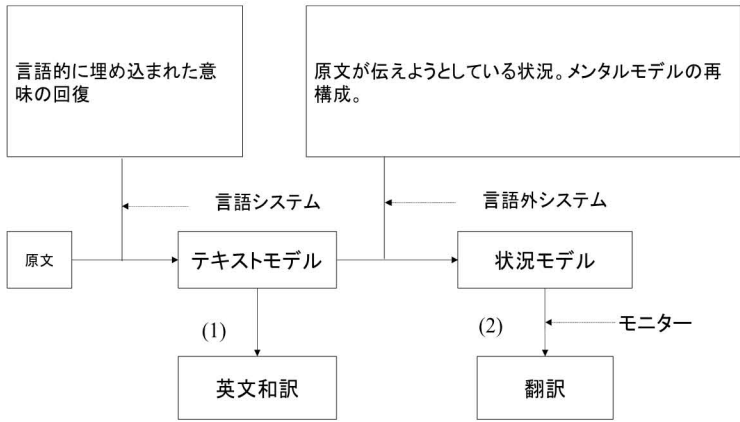 言語的に埋め込まれた意
味の回復
原文が伝えようとしている状況。メンタルモデルの再
構成。
言語システム
言語外システム
原文
テキストモデル
状況モデル
(1)
(2)
モニター
英文和訳
翻訳